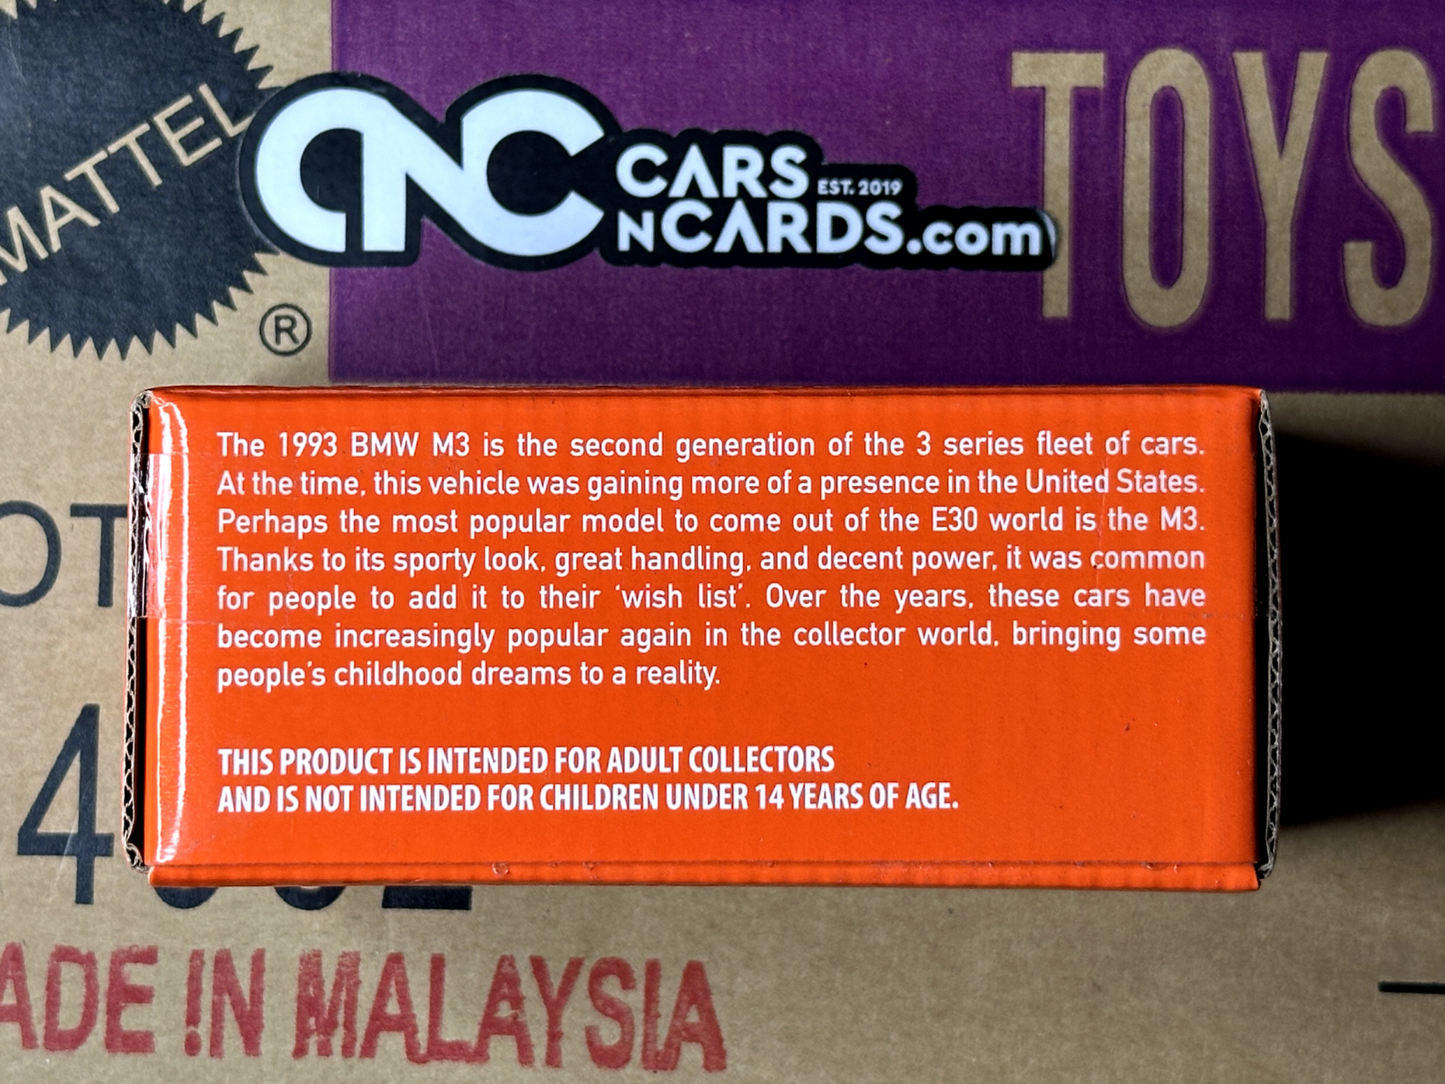 MATTEL
®
CNC
CARS EST. 2019
NCARDS.com
TOYS
The 1993 BMW M3 is the second generation of the 3 series fleet of cars.
At the time, this vehicle was gaining more of a presence in the United States.
Perhaps the most popular model to come out of the E30 world is the M3.
Thanks to its sporty look, great handling, and decent power, it was common
for people to add it to their ‘wish list’. Over the years, these cars have
become increasingly popular again in the collector world, bringing some
people’s childhood dreams to a reality.
THIS PRODUCT IS INTENDED FOR ADULT COLLECTORS
AND IS NOT INTENDED FOR CHILDREN UNDER 14 YEARS OF AGE.
OT
4
ADE IN MALAYSIA